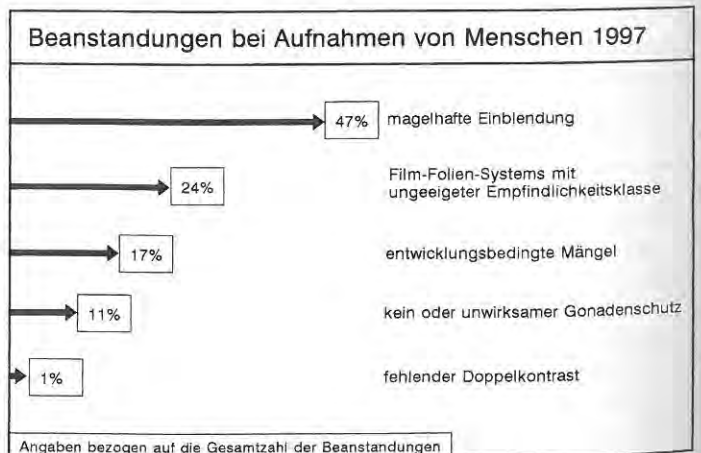 Beanstandungen bei Aufnahmen von Menschen 1997
47% magelhafte Einblendung
24% Film-Folien-Systems mit
ungeeigeter Empfindlichkeitsklasse
17% entwicklungsbedingte Mängel
11% kein oder unwirksamer Gonadenschutz
1% fehlender Doppelkontrast
Angaben bezogen auf die Gesamtzahl der Beanstandungen